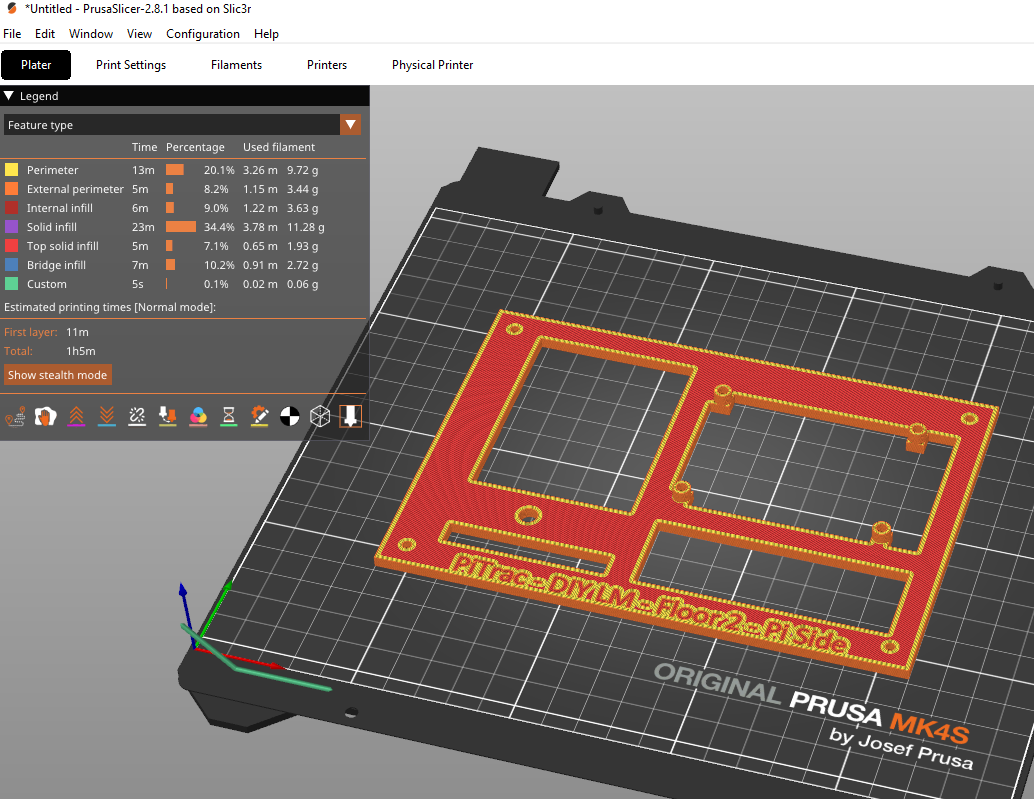 *Untitled - PrusaSlicer-2.8.1 based on Slic3r
File Edit Window View Configuration Help
Plater Print Settings Filaments Printers Physical Printer
Legend
Feature type
Time Percentage Used filament
Perimeter 13m 20.1% 3.26 m 9.72 g
External perimeter 5m 8.2% 1.15 m 3.44 g
Internal infill 6m 9.0% 1.22 m 3.63 g
Solid infill 23m 34.4% 3.78 m 11.28 g
Top solid infill 5m 7.1% 0.65 m 1.93 g
Bridge infill 7m 10.2% 0.91 m 2.72 g
Custom 5s 0.1% 0.02 m 0.06 g
Estimated printing times [Normal mode]:
First layer: 11m
Total: 1h5m
Show stealth mode
PiTrac - DIY LM - Floor 2 - Pi Side
ORIGINAL PRUSA MK4S
by Josef Prusa